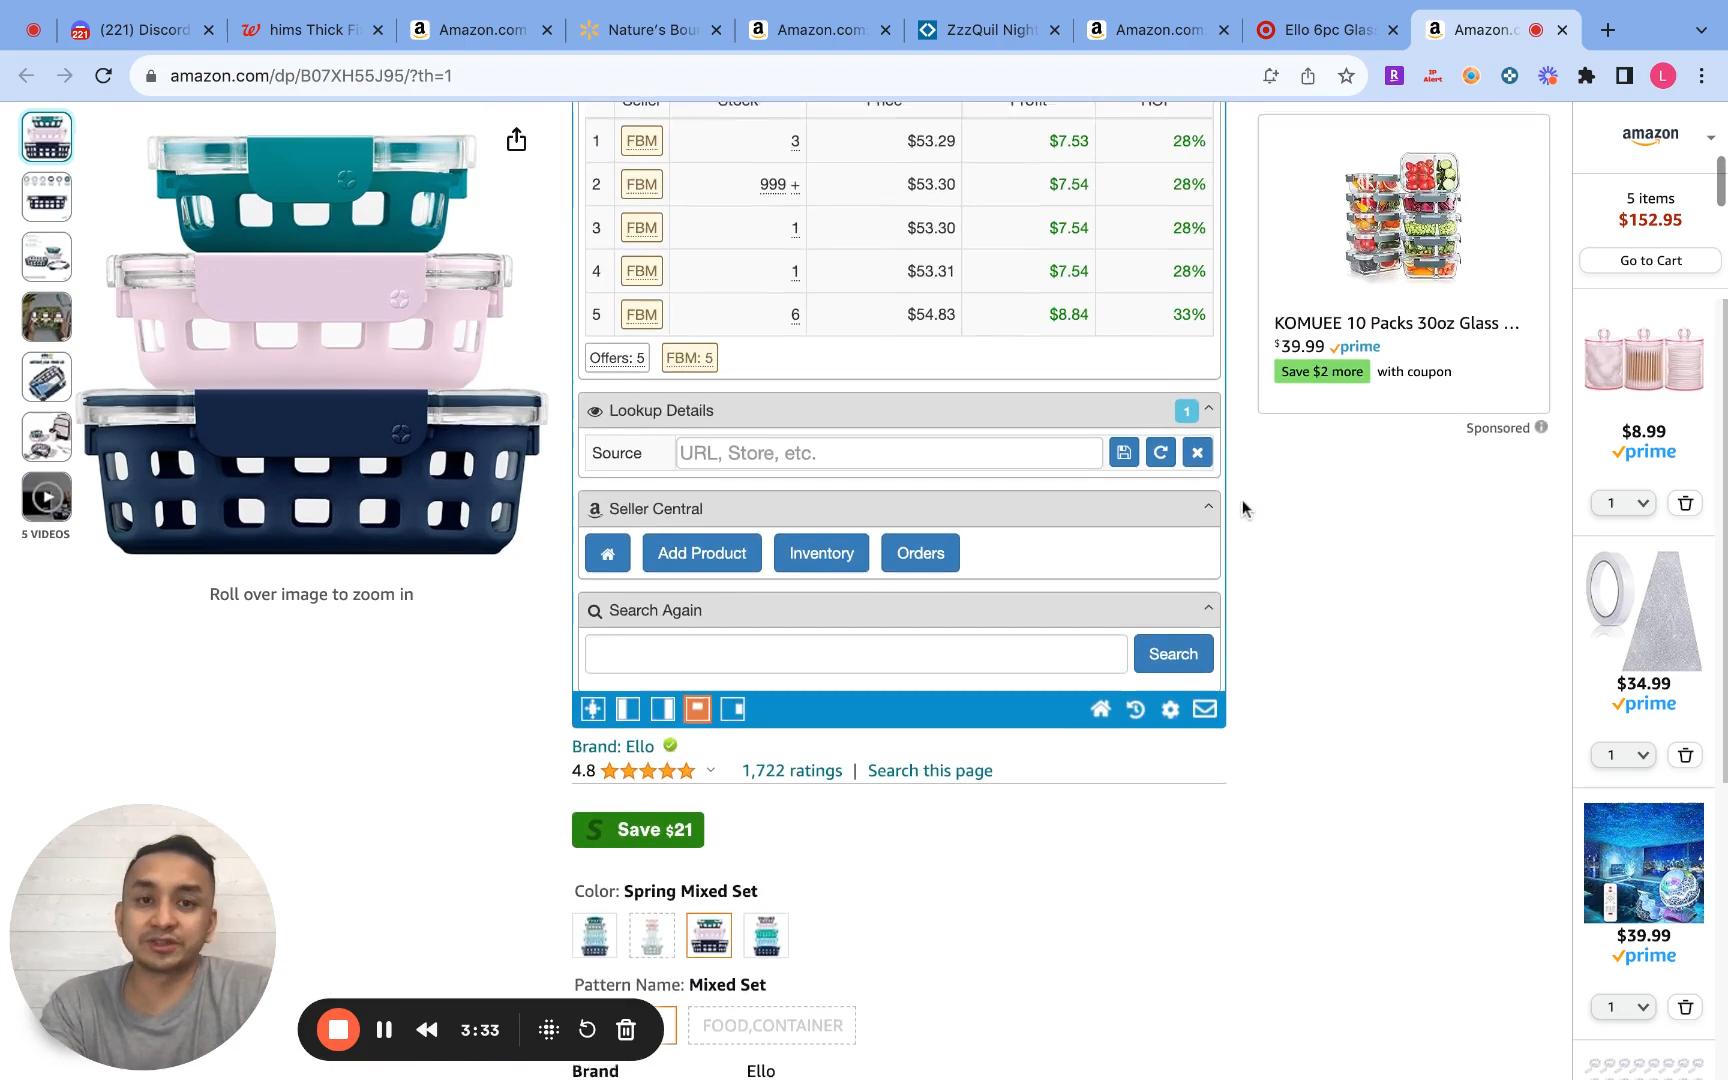 (221) Discord
hims Thick Fi
Amazon.com
Nature's Bou
Amazon.com
ZzzQuil Night
Amazon.com
Ello 6pc Glas
Amazon.c
221
amazon.com/dp/B07XH55J95/?th=1
R
IP
Alert
L
Seller Stock Price Profit ROI
1 FBM 3 $53.29 $7.53 28%
2 FBM 999 + $53.30 $7.54 28%
3 FBM 1 $53.30 $7.54 28%
4 FBM 1 $53.31 $7.54 28%
5 FBM 6 $54.83 $8.84 33%
Offers: 5 FBM: 5
Lookup Details 1
Source URL, Store, etc.
Seller Central
Add Product Inventory Orders
Search Again
Search
5 VIDEOS
Roll over image to zoom in
Brand: Ello
4.8 1,722 ratings | Search this page
S Save $21
Color: Spring Mixed Set
Pattern Name: Mixed Set
FOOD,CONTAINER
Brand Ello
3:33
KOMUEE 10 Packs 30oz Glass ...
$39.99 prime
Save $2 more with coupon
Sponsored
amazon
5 items
$152.95
Go to Cart
$8.99
prime
1
$34.99
prime
1
$39.99
prime
1